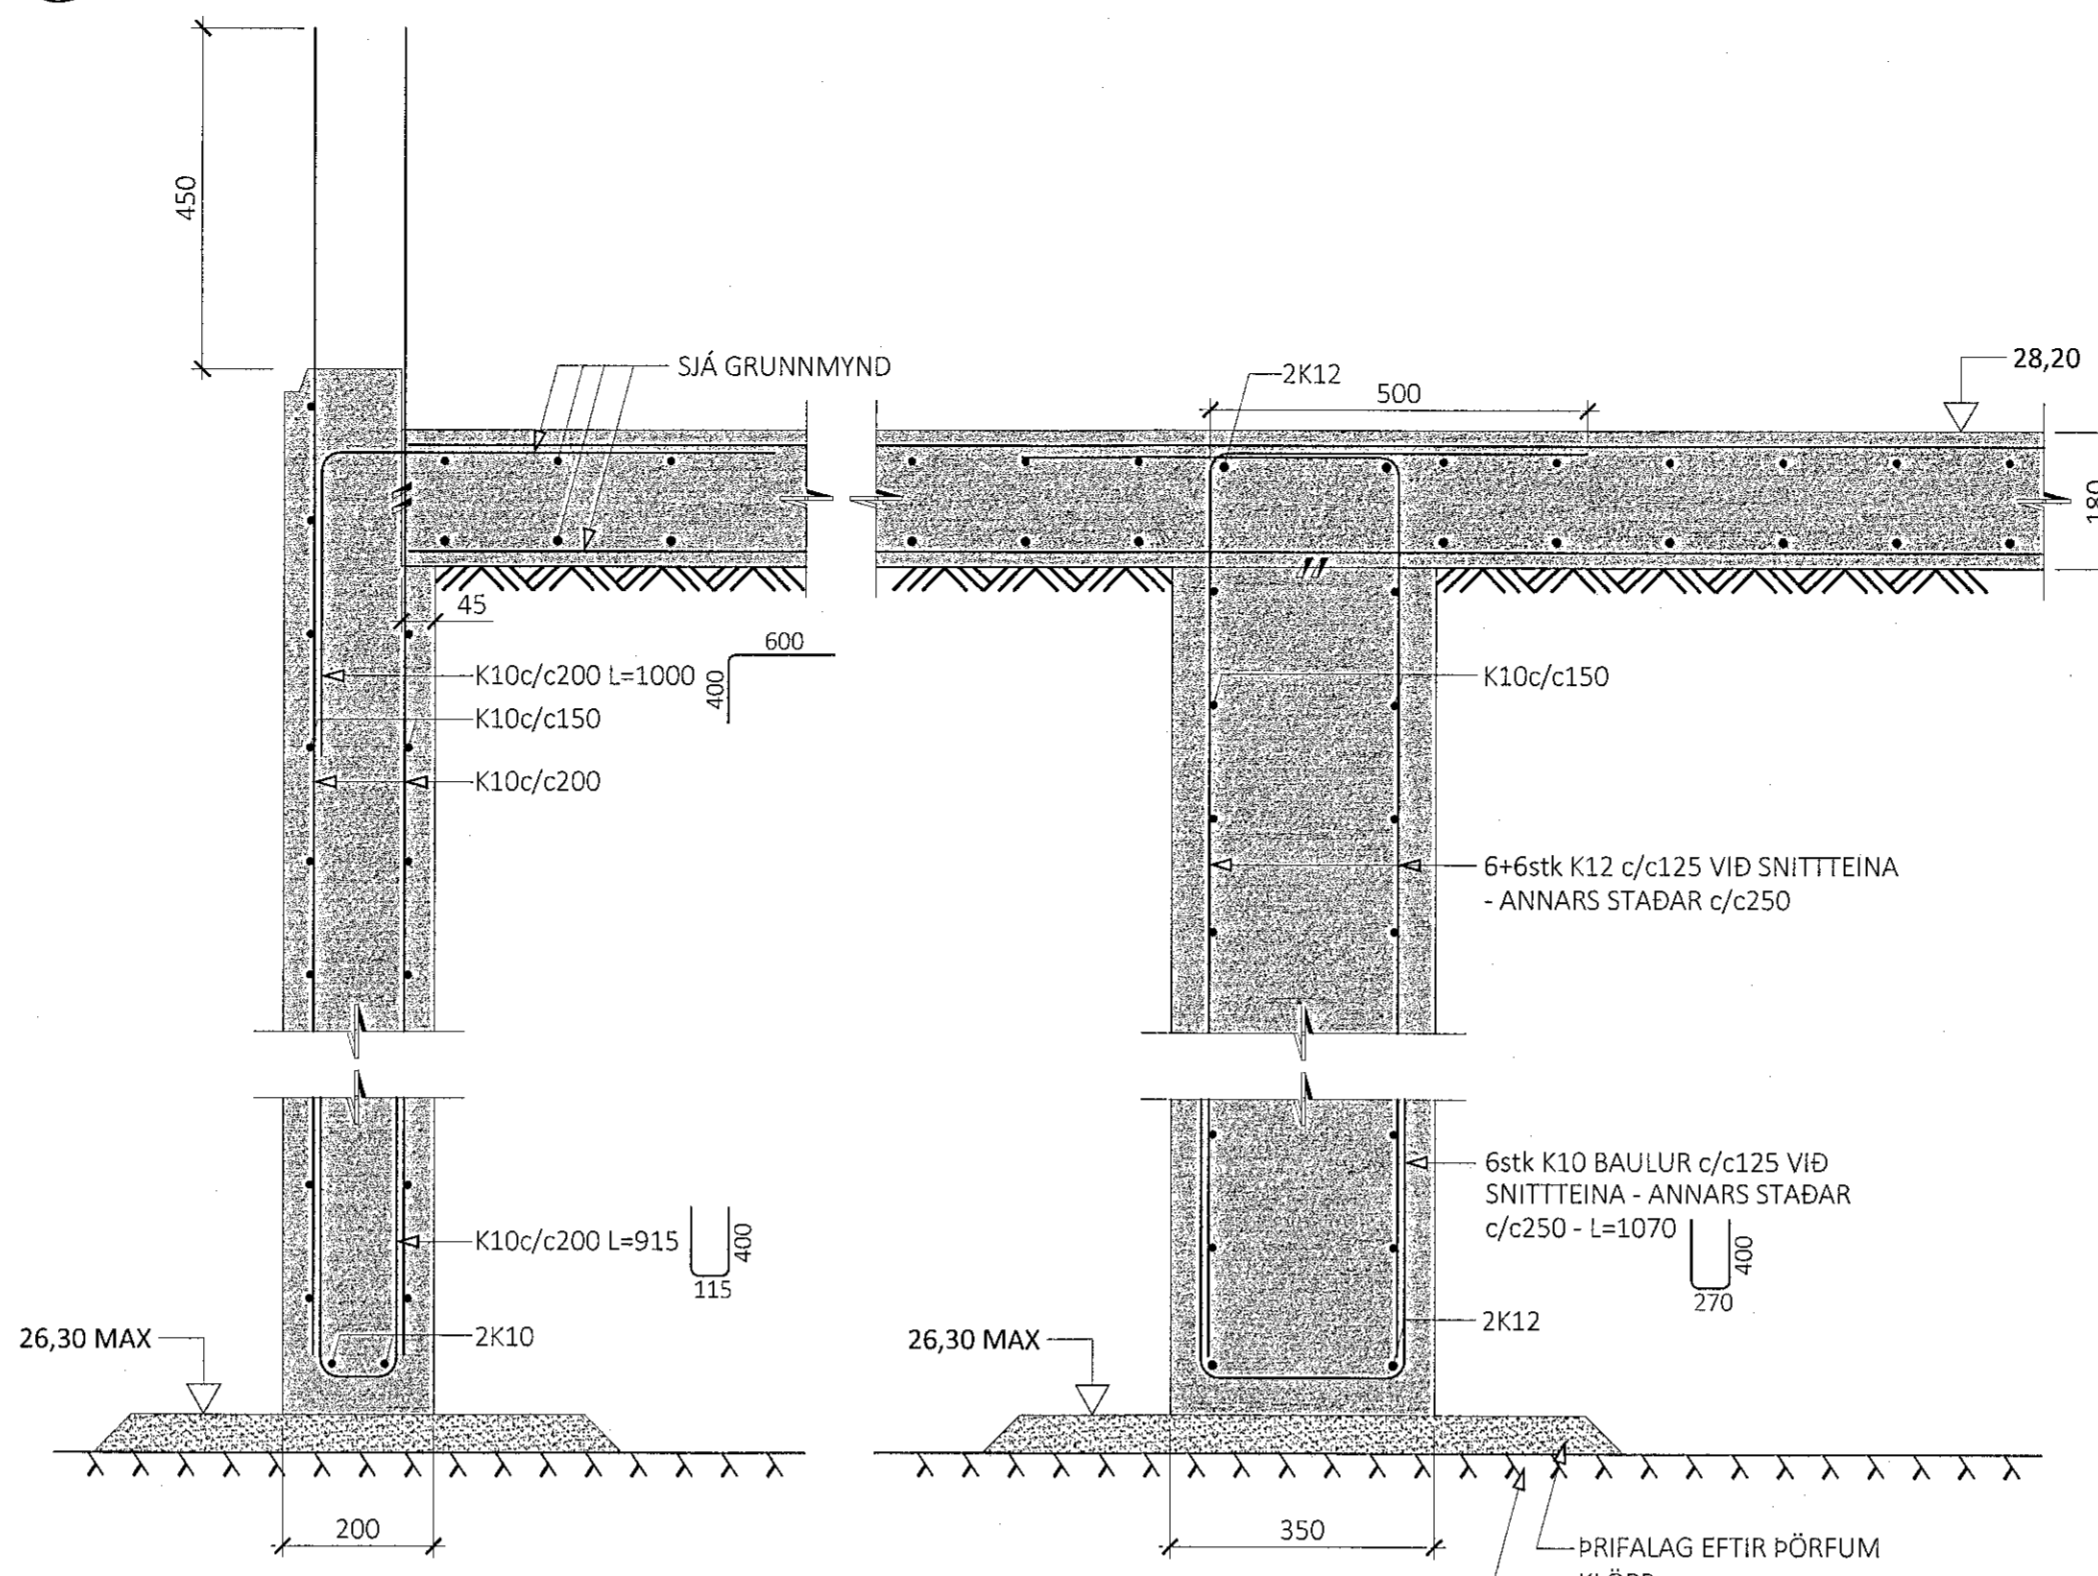 450
SJÁ GRUNNMYND
2K12
500
28,20
180
45
600
400
K10c/c200 L=1000
K10c/c150
K10c/c200
K10c/c150
6+6stk K12 c/c125 VIÐ SNITTTEINA
- ANNARS STAÐAR c/c250
6stk K10 BAULUR c/c125 VIÐ
SNITTTEINA - ANNARS STAÐAR
c/c250 - L=1070
400
270
K10c/c200 L=915
400
115
2K12
26,30 MAX
2K10
26,30 MAX
200
350
ÞRIFALAG EFTIR ÞÖRFUM